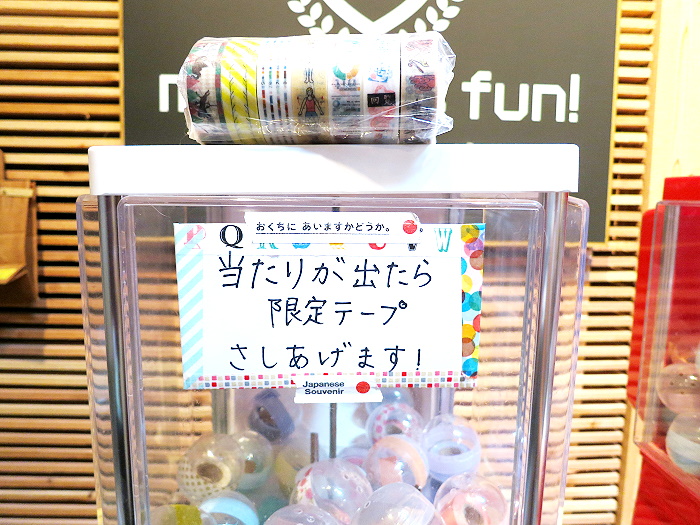 fun!
おくちに あいますかどうか。
Q
当たりが出たら
限定テープ
さしあげます!
Japanese
Souvenir